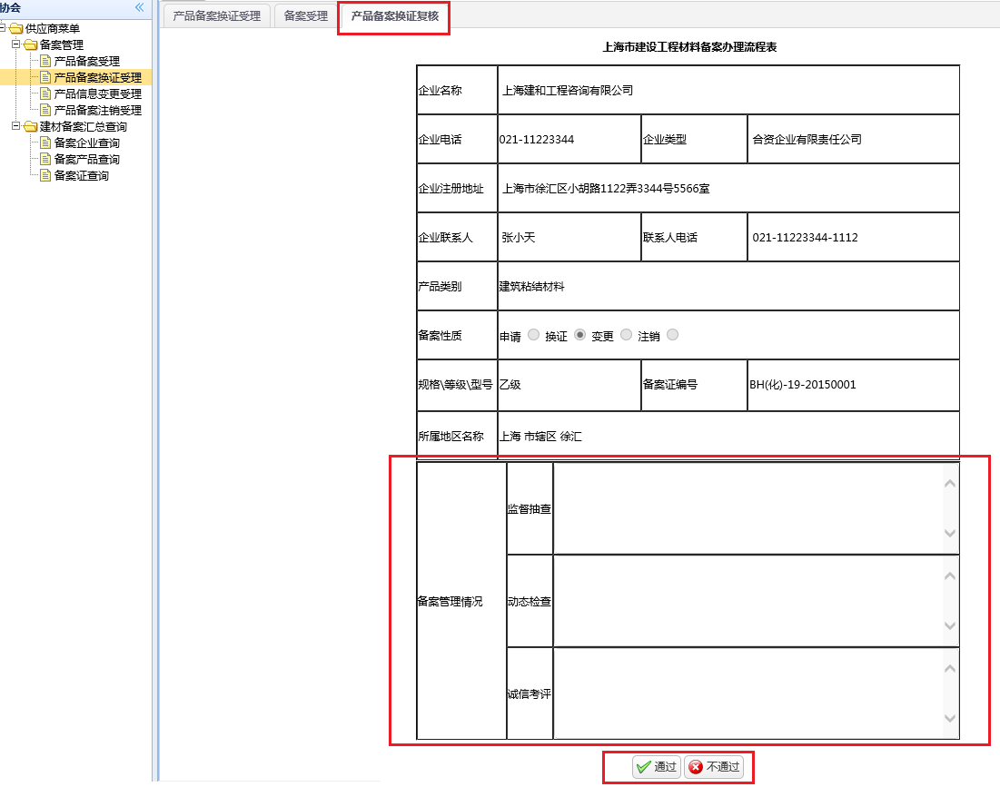 协会
供应商菜单
备案管理
产品备案受理
产品备案换证受理
产品信息变更受理
产品备案注销受理
建材备案汇总查询
备案企业查询
备案产品查询
备案证查询
产品备案换证受理 备案受理 产品备案换证复核
上海市建设工程材料备案办理流程表
企业名称 上海建和工程咨询有限公司
企业电话 021-11223344 企业类型 合资企业有限责任公司
企业注册地址 上海市徐汇区小胡路1122弄3344号5566室
企业联系人 张小天 联系人电话 021-11223344-1112
产品类别 建筑粘结材料
备案性质 申请 换证 变更 注销
规格\等级\型号 乙级 备案证编号 BH(化)-19-20150001
所属地区名称 上海 市辖区 徐汇
监督抽查
备案管理情况 动态检查
诚信考评
通过 不通过